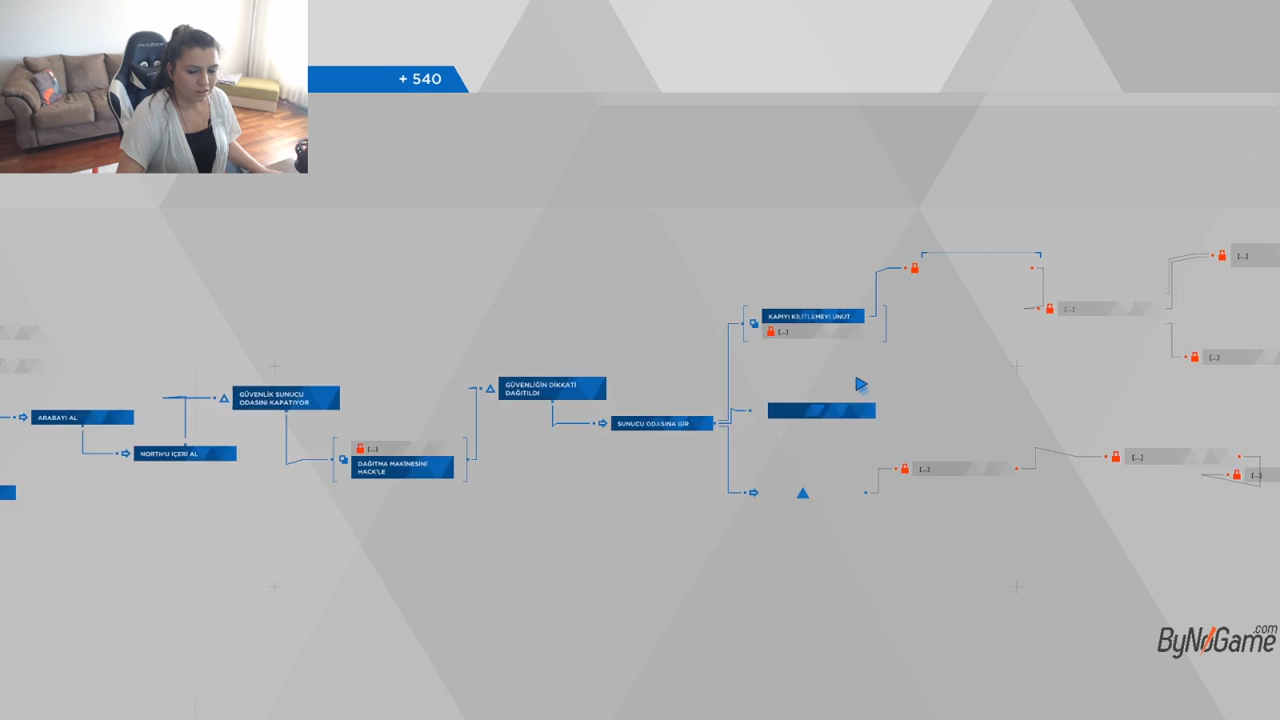 + 540
[...]
KAPIYI KİLİTLEMEYİ UNUT
[...]
[...]
[...]
GÜVENLİĞİN DİKKATİ
DAĞITILDI
GÜVENLİK SUNUCU
ODASINI KAPATIYOR
ARABAYI AL
SUNUCU ODASINA GİR
NORTH'U İÇERİ AL
[...]
DAĞITMA MAKİNESİNİ
HACK'LE
[...]
[...]
[...]
ByNoGame
.com